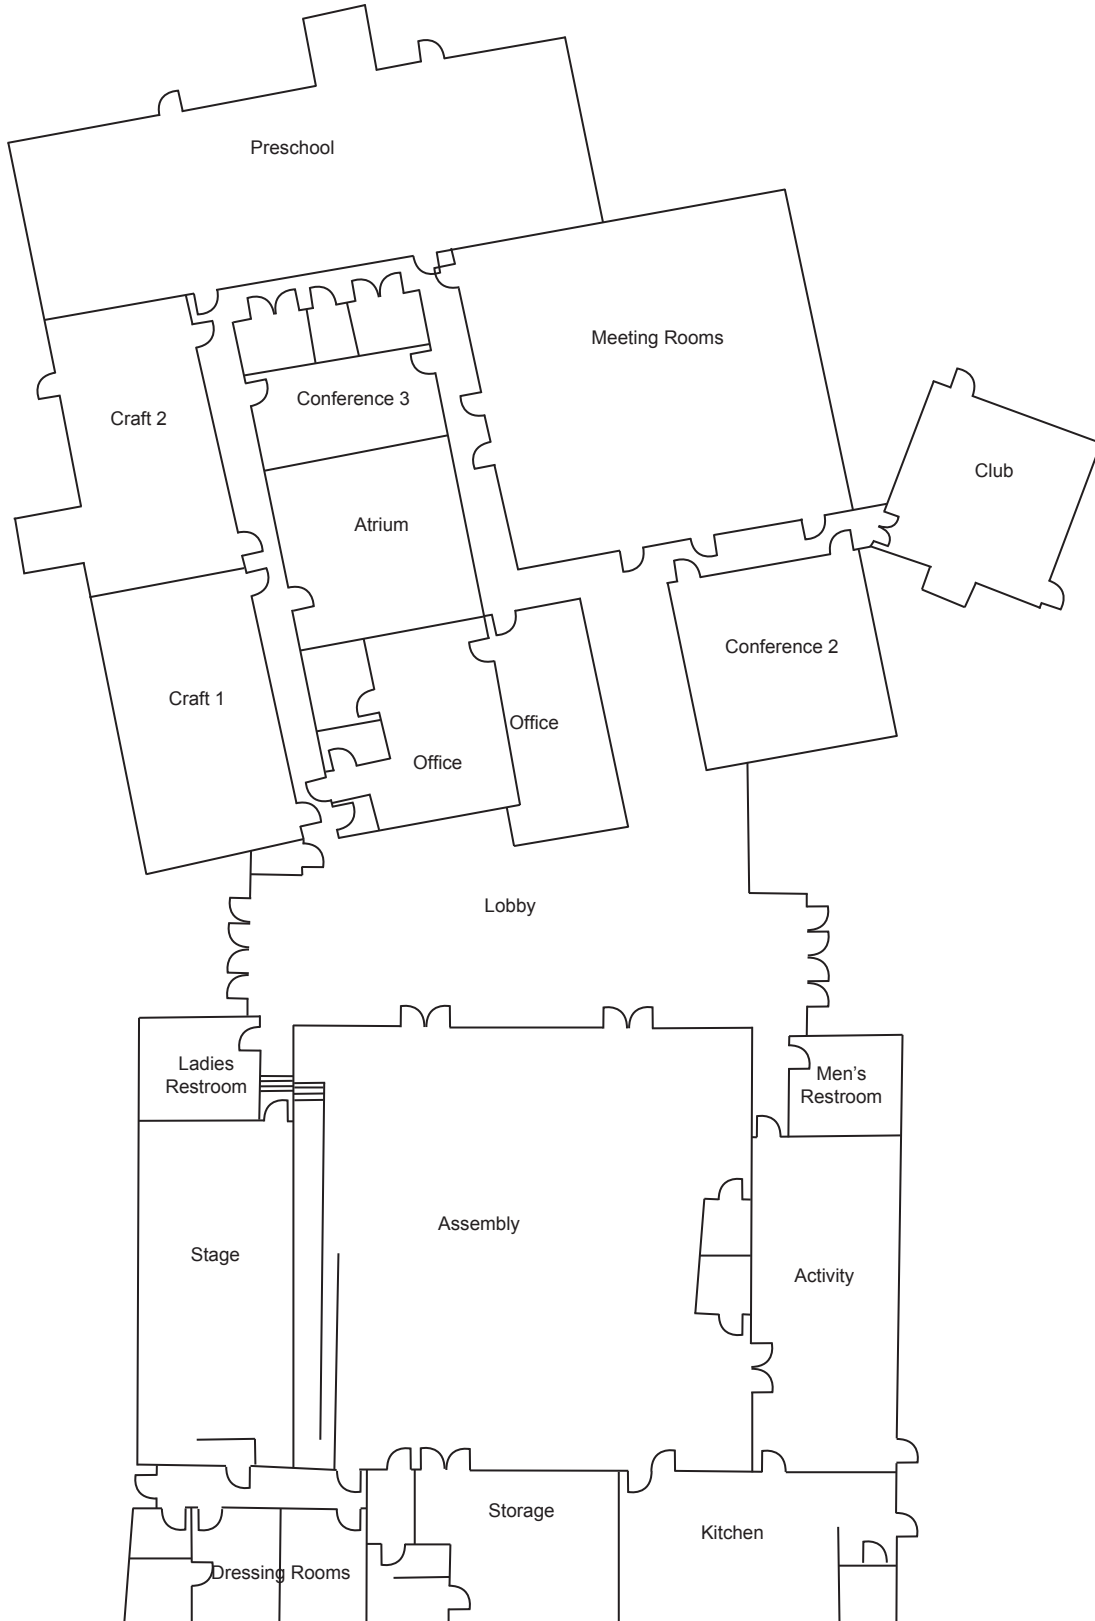 Preschool
Meeting Rooms
Conference 3
Craft 2
Club
Atrium
Conference 2
Craft 1
Office
Office
Lobby
Ladies
Restroom
Men's
Restroom
Assembly
Stage
Activity
Storage
Kitchen
Dressing Rooms